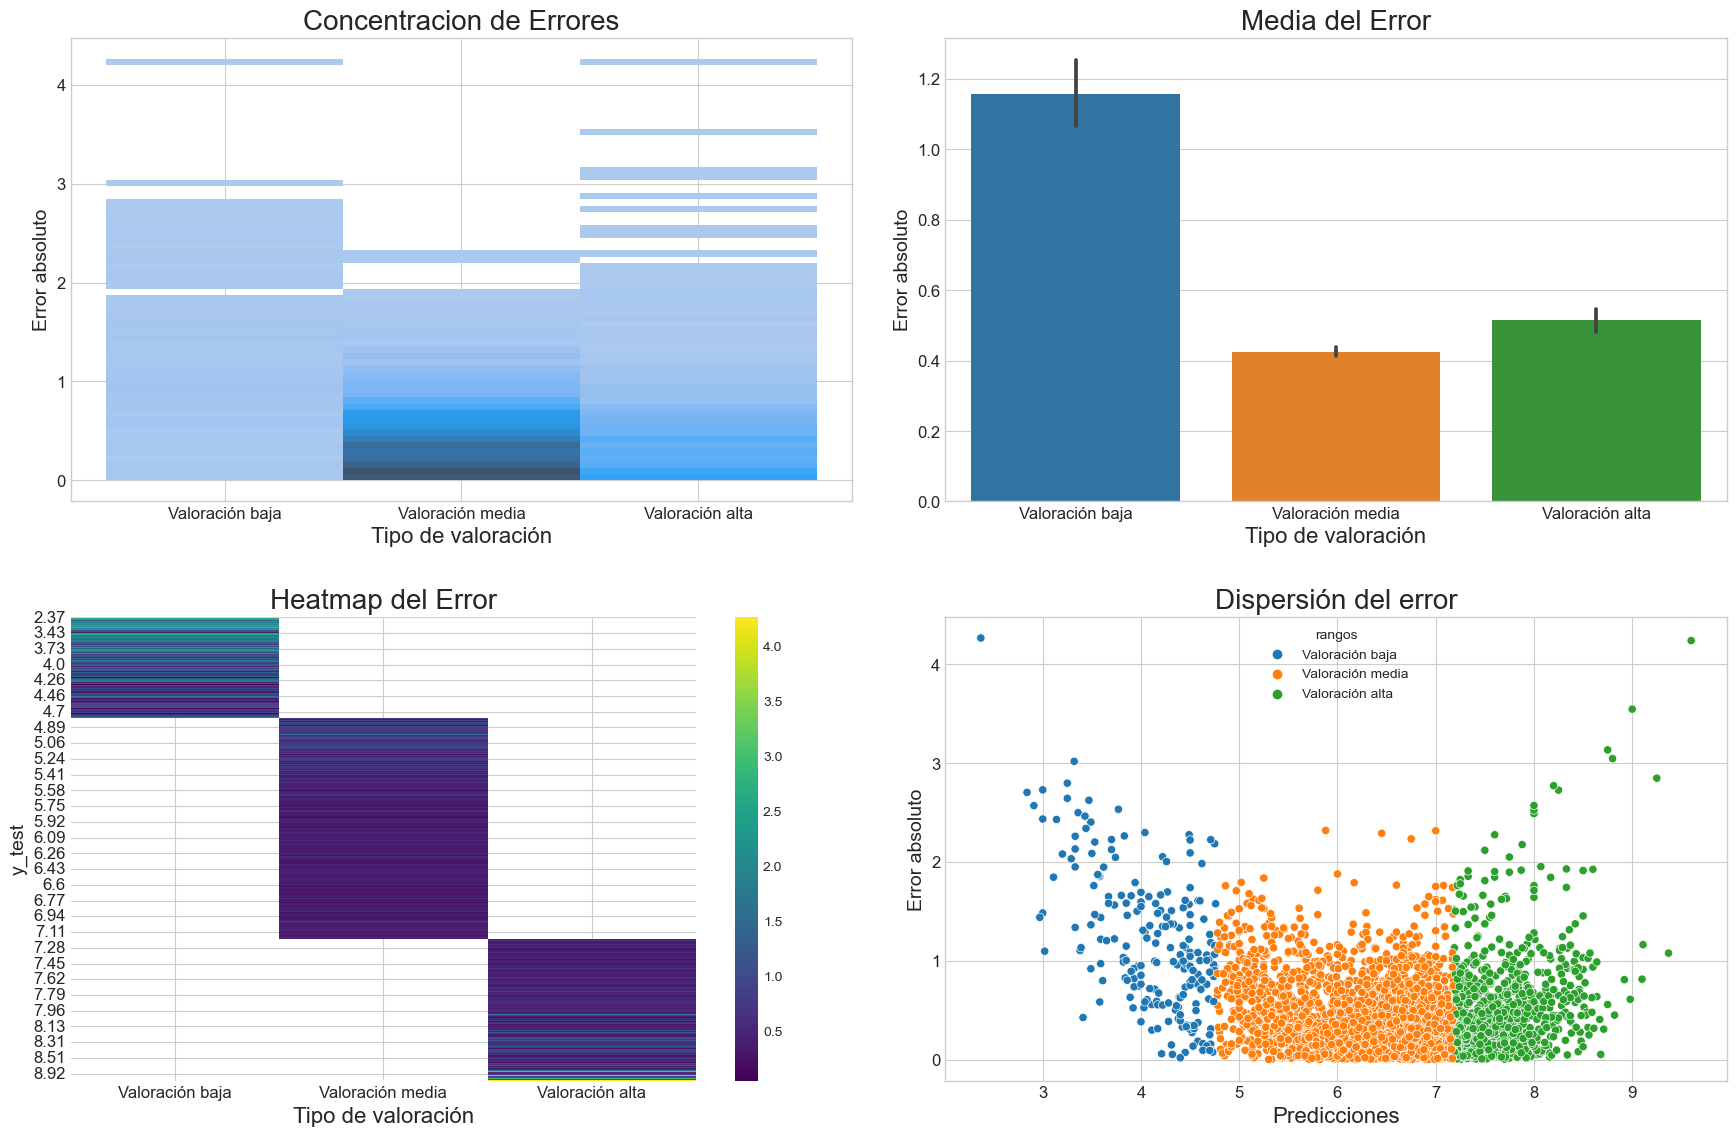 Concentracion de Errores
4
3
2
1
0
Error absoluto
Valoración baja
Valoración media
Valoración alta
Tipo de valoración
Media del Error
1.2
1.0
0.8
0.6
0.4
0.2
0.0
Error absoluto
Valoración baja
Valoración media
Valoración alta
Tipo de valoración
Heatmap del Error
2.37
3.43
3.73
4.0
4.26
4.46
4.7
4.89
5.06
5.24
5.41
5.58
5.75
5.92
6.09
6.26
6.43
6.6
6.77
6.94
7.11
7.28
7.45
7.62
7.79
7.96
8.13
8.31
8.51
8.92
y_test
Valoración baja
Valoración media
Valoración alta
Tipo de valoración
4.0
3.5
3.0
2.5
2.0
1.5
1.0
0.5
Dispersión del error
rangos
Valoración baja
Valoración media
Valoración alta
4
3
2
1
0
Error absoluto
3
4
5
6
7
8
9
Predicciones